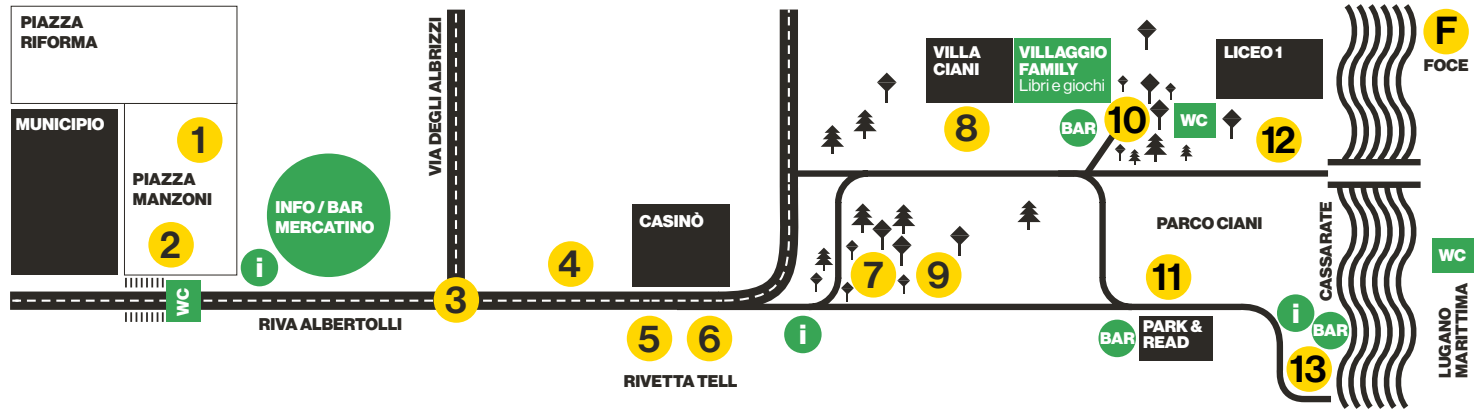 PIAZZA
RIFORMA
MUNICIPIO
1
PIAZZA
MANZONI
2
INFO / BAR
MERCATINO
i
WC
VIA DEGLI ALBRIZZI
3
RIVA ALBERTOLLI
4
CASINÒ
5
6
RIVETTA TELL
i
VILLA
CIANI
VILLAGGIO
FAMILY
Libri e giochi
8
BAR
10
WC
LICEO 1
12
F
FOCE
7
9
PARCO CIANI
11
BAR
PARK &
READ
CASSARATE
i
BAR
13
WC
LUGANO
MARITTIMA